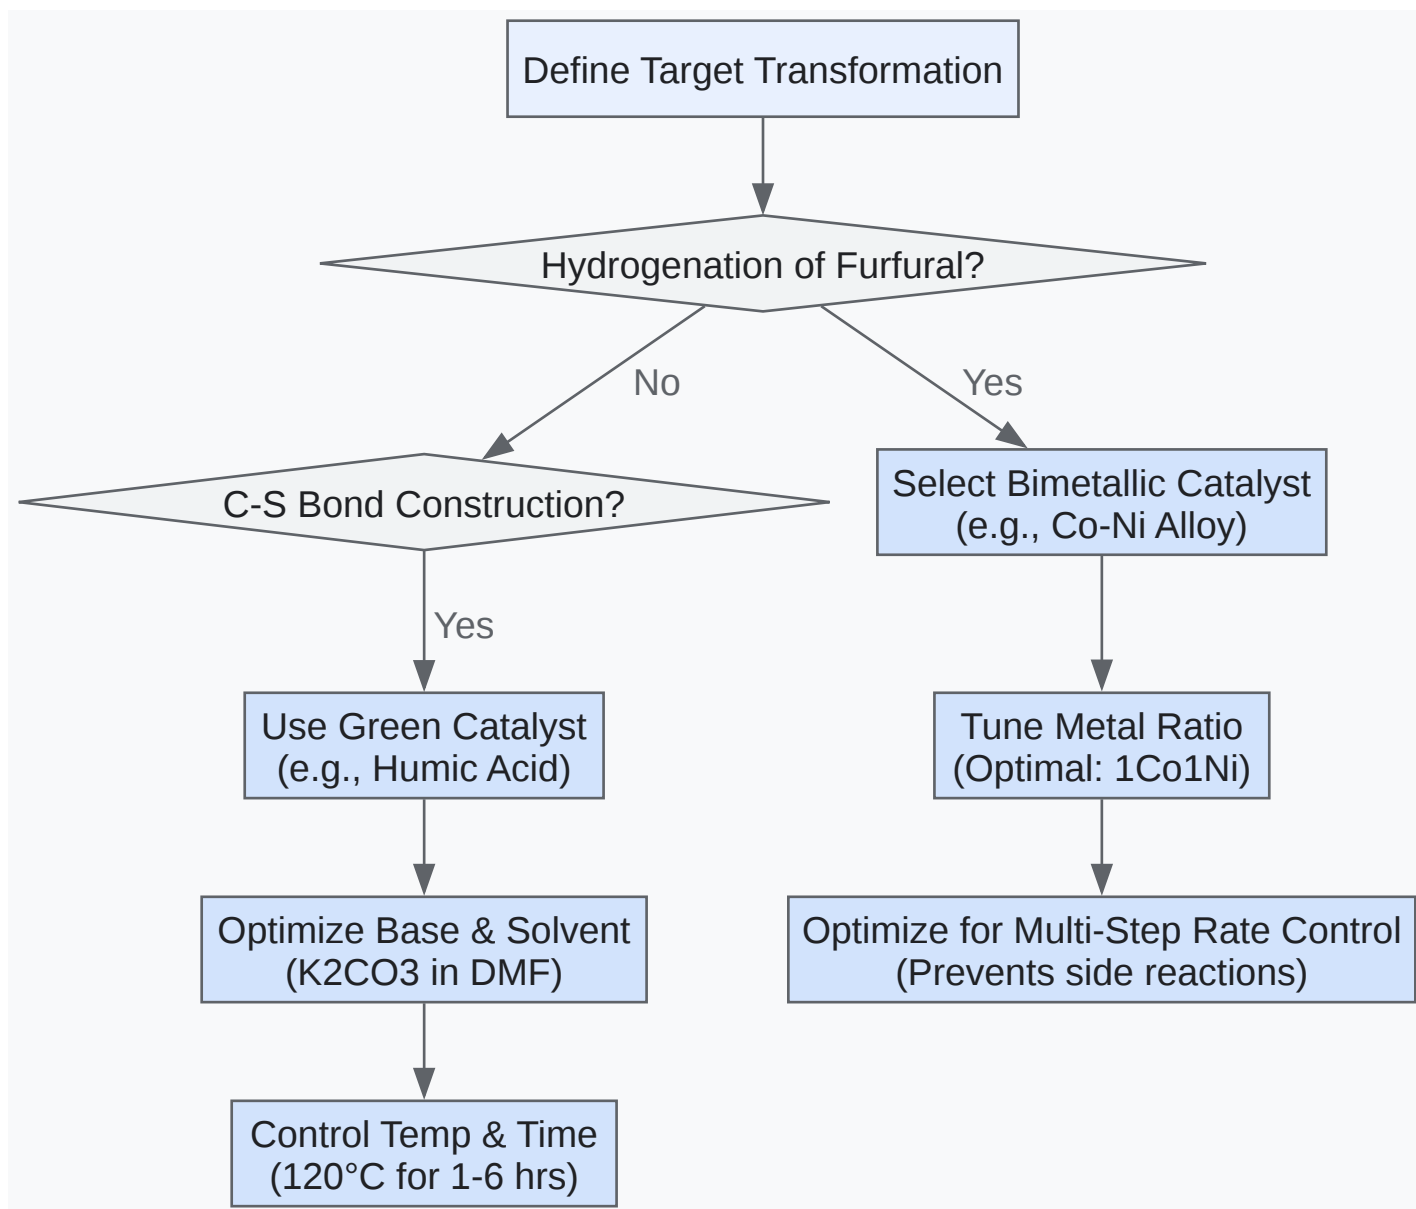 Define Target Transformation
Hydrogenation of Furfural?
No
Yes
C-S Bond Construction?
Select Bimetallic Catalyst
(e.g., Co-Ni Alloy)
Yes
Use Green Catalyst
(e.g., Humic Acid)
Tune Metal Ratio
(Optimal: 1Co1Ni)
Optimize Base & Solvent
(K2CO3 in DMF)
Optimize for Multi-Step Rate Control
(Prevents side reactions)
Control Temp & Time
(120°C for 1-6 hrs)